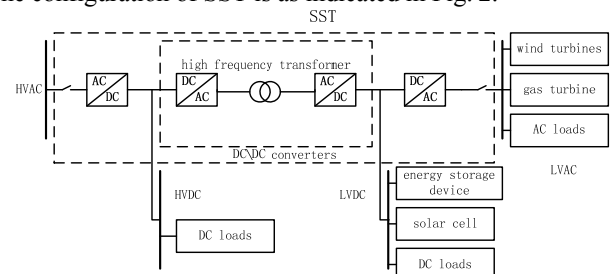 he configuration of SST is as indicated in Fig. 2.
SST
high frequency transformer
HVAC
AC
DC
DC
AC
AC
DC
DC
AC
DC\DC converters
wind turbines
gas turbine
AC loads
LVAC
HVDC
DC loads
LVDC
energy storage
device
solar cell
DC loads